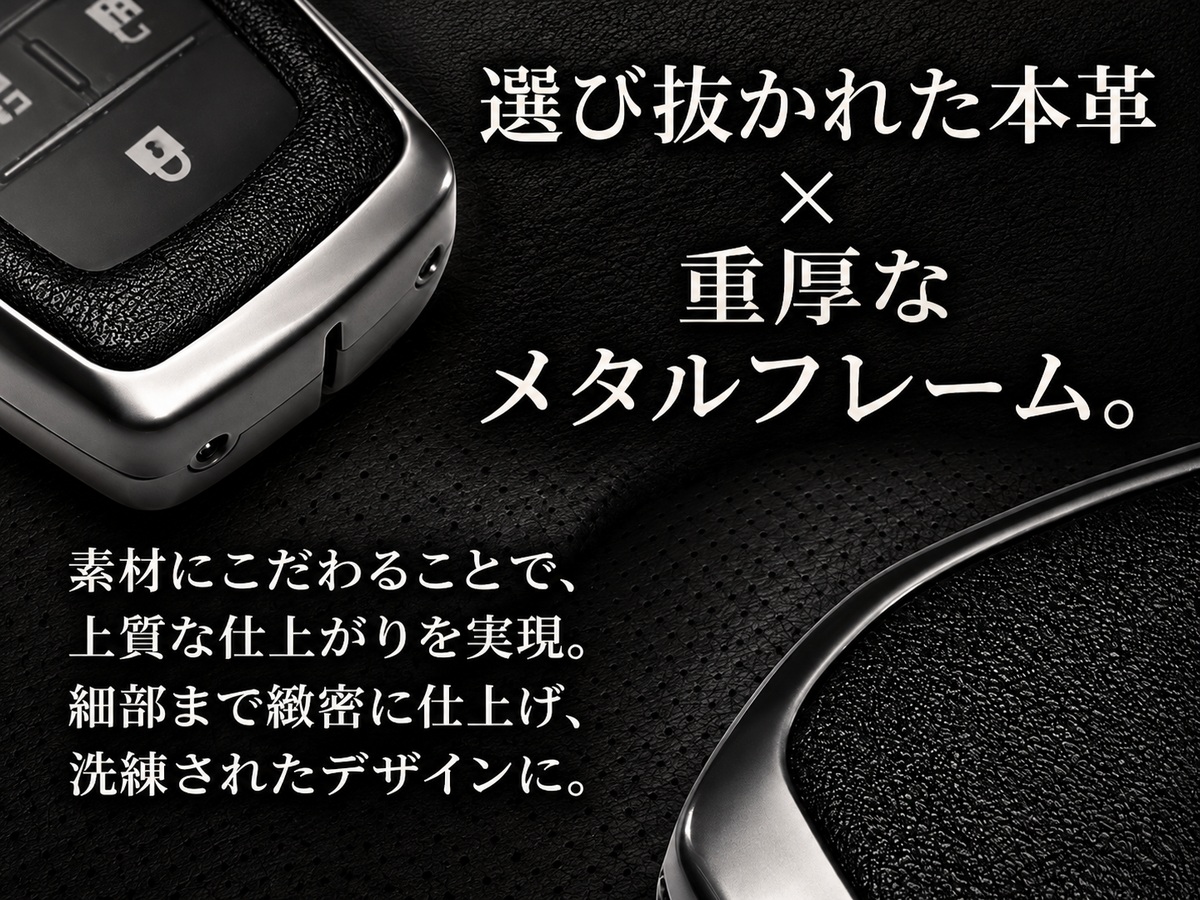 選び抜かれた本革
×
重厚な
メタルフレーム。
素材にこだわることで、
上質な仕上がりを実現。
細部まで緻密に仕上げ、
洗練されたデザインに。